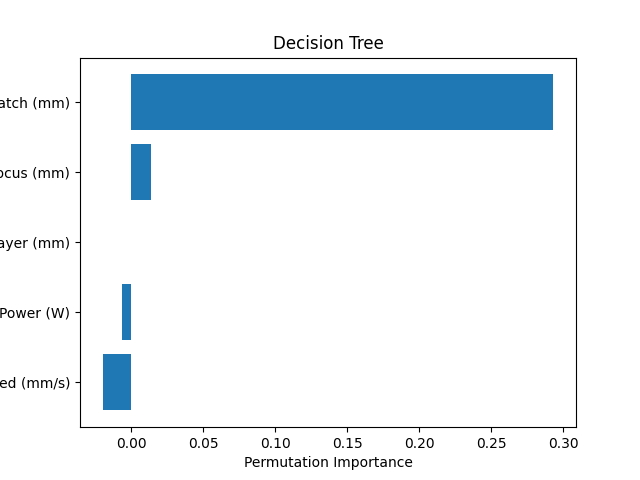 Decision Tree
atch (mm)
ocus (mm)
ayer (mm)
Power (W)
ed (mm/s)
0.00 0.05 0.10 0.15 0.20 0.25 0.30
Permutation Importance